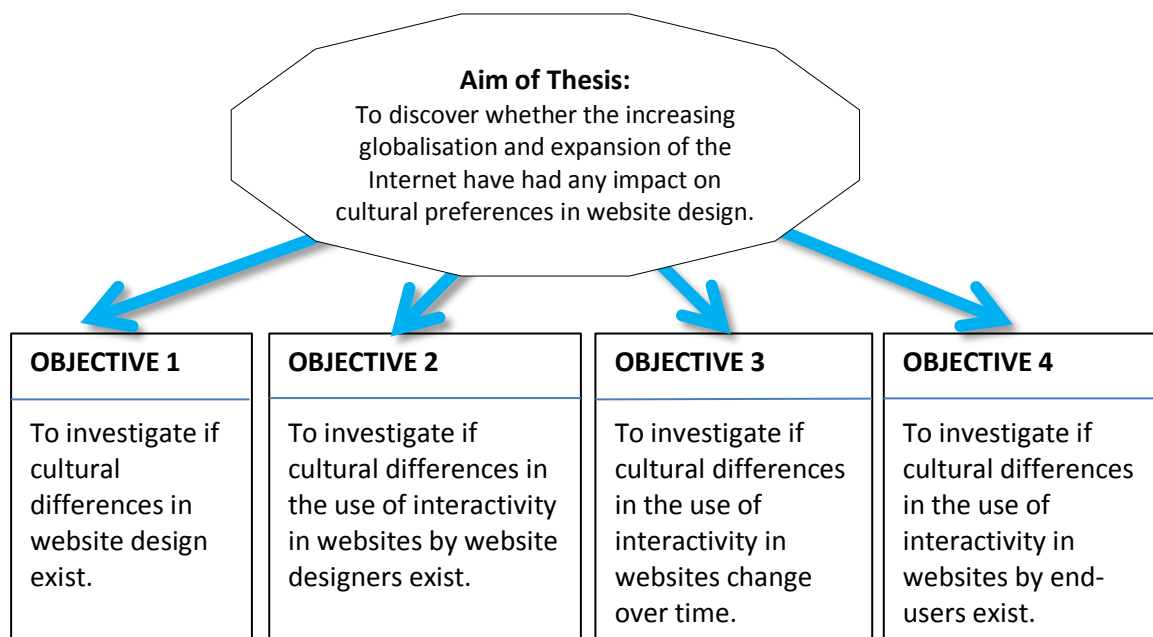 Aim of Thesis:
To discover whether the increasing
globalisation and expansion of the
Internet have had any impact on
cultural preferences in website design.
OBJECTIVE 1
To investigate if
cultural
differences in
website design
exist.
OBJECTIVE 2
To investigate if
cultural differences in
the use of interactivity
in websites by website
designers exist.
OBJECTIVE 3
To investigate if
cultural differences
in the use of
interactivity in
websites change
over time.
OBJECTIVE 4
To investigate if
cultural differences
in the use of
interactivity in
websites by end-
users exist.